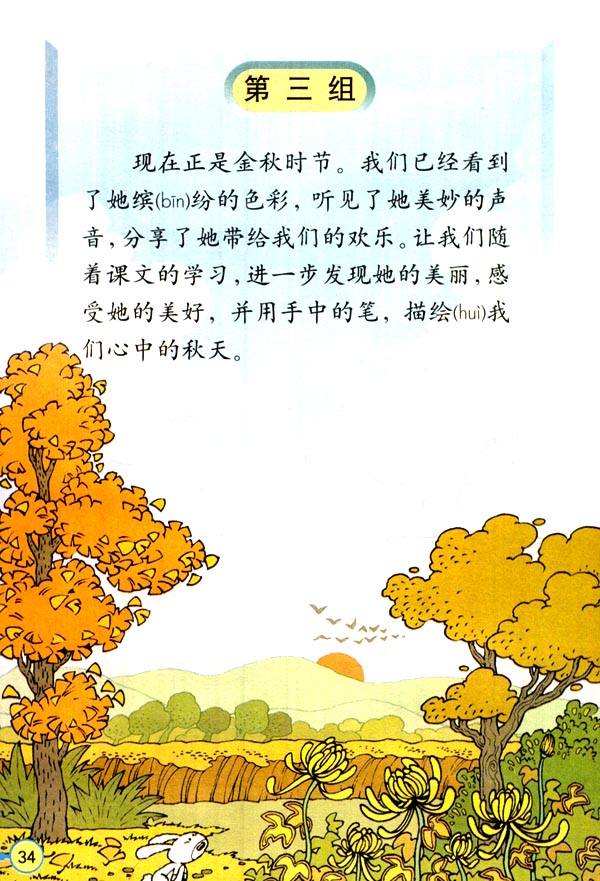 第三组
现在正是金秋时节。我们已经看到
了她缤(bīn)纷的色彩，听见了她美妙的声
音，分享了她带给我们的欢乐。让我们随
着课文的学习，进一步发现她的美丽，感
受她的美好，并用手中的笔，描绘(huì)我
们心中的秋天。
34